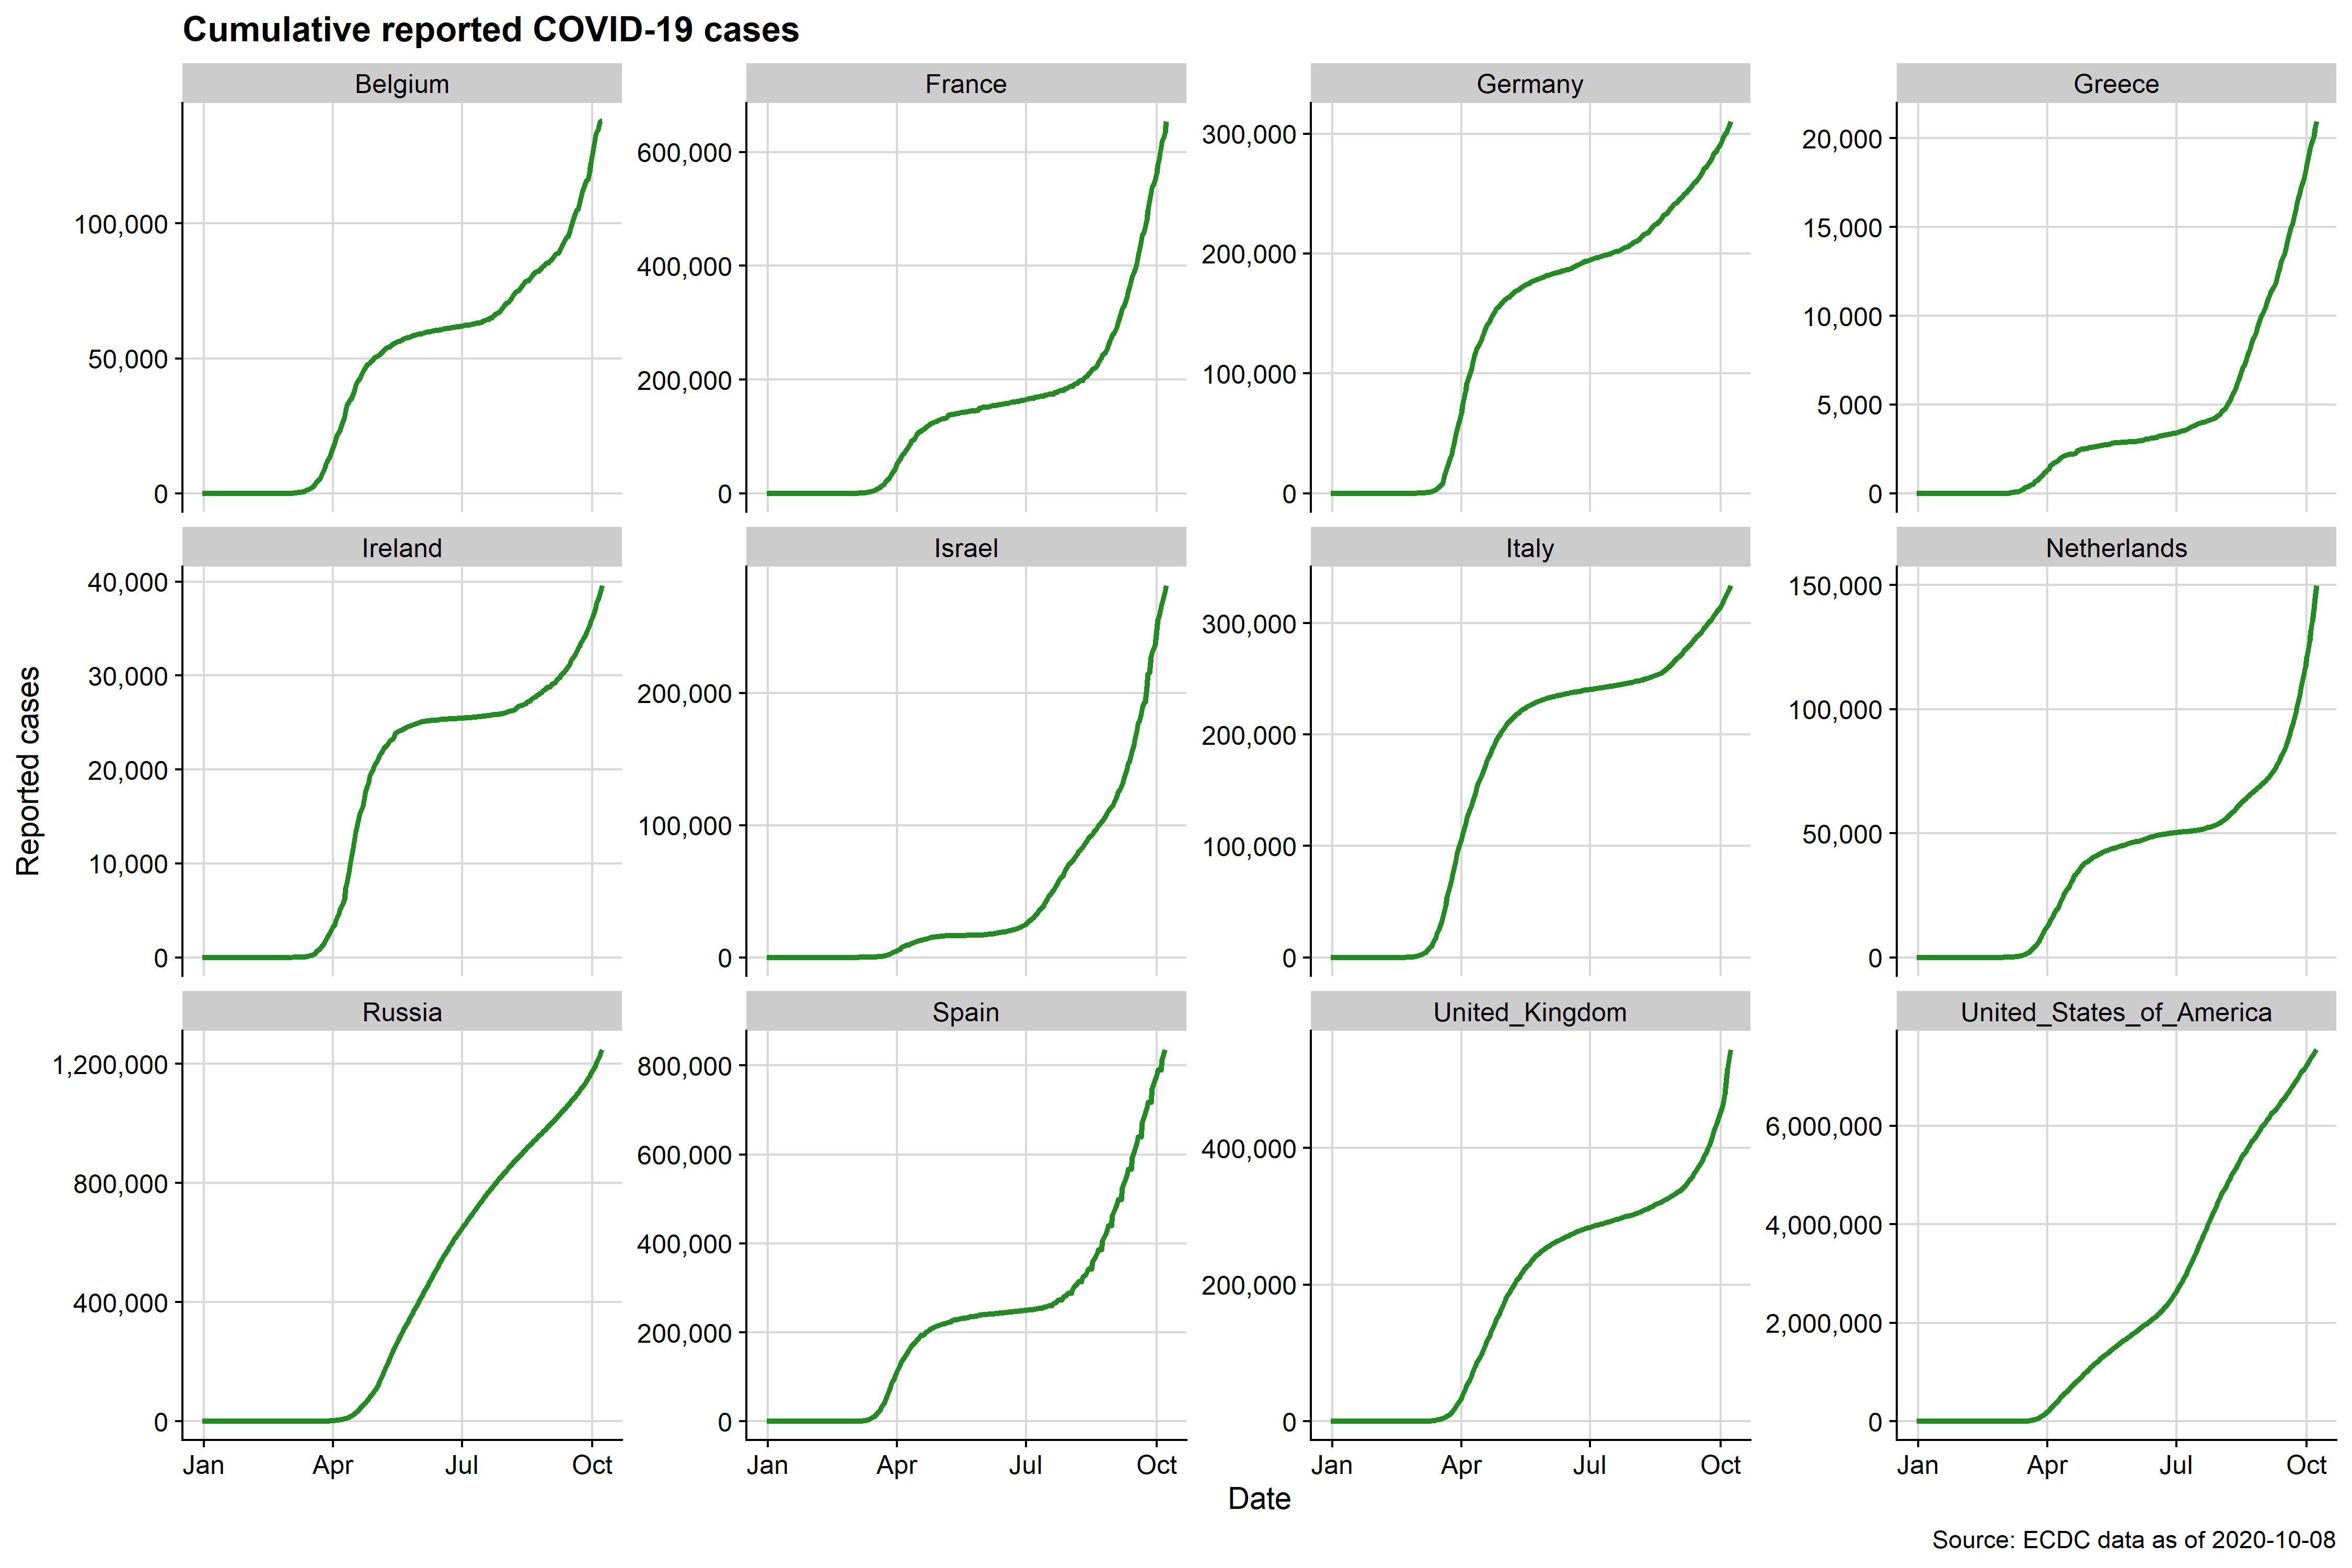 Cumulative reported COVID-19 cases
Belgium
France
Germany
Greece
100,000
50,000
0
600,000
400,000
200,000
0
300,000
200,000
100,000
0
20,000
15,000
10,000
5,000
0
Ireland
Israel
Italy
Netherlands
40,000
30,000
20,000
10,000
0
200,000
100,000
0
300,000
200,000
100,000
0
150,000
100,000
50,000
0
Reported cases
Russia
Spain
United_Kingdom
United_States_of_America
1,200,000
800,000
400,000
0
800,000
600,000
400,000
200,000
0
400,000
200,000
0
6,000,000
4,000,000
2,000,000
0
Jan Apr Jul Oct
Jan Apr Jul Oct
Jan Apr Jul Oct
Jan Apr Jul Oct
Date
Source: ECDC data as of 2020-10-08